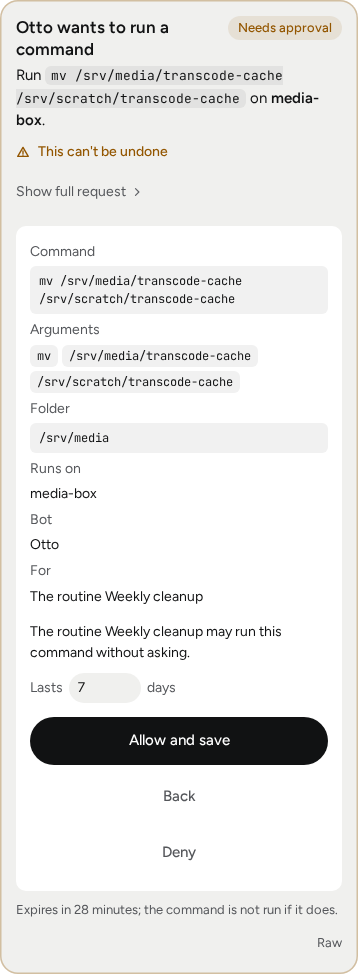 Otto wants to run a
command
Needs approval
Run mv /srv/media/transcode-cache
/srv/scratch/transcode-cache on media-
box.
This can't be undone
Show full request
Command
mv /srv/media/transcode-cache
/srv/scratch/transcode-cache
Arguments
mv /srv/media/transcode-cache
/srv/scratch/transcode-cache
Folder
/srv/media
Runs on
media-box
Bot
Otto
For
The routine Weekly cleanup
The routine Weekly cleanup may run this
command without asking.
Lasts 7 days
Allow and save
Back
Deny
Expires in 28 minutes; the command is not run if it does.
Raw